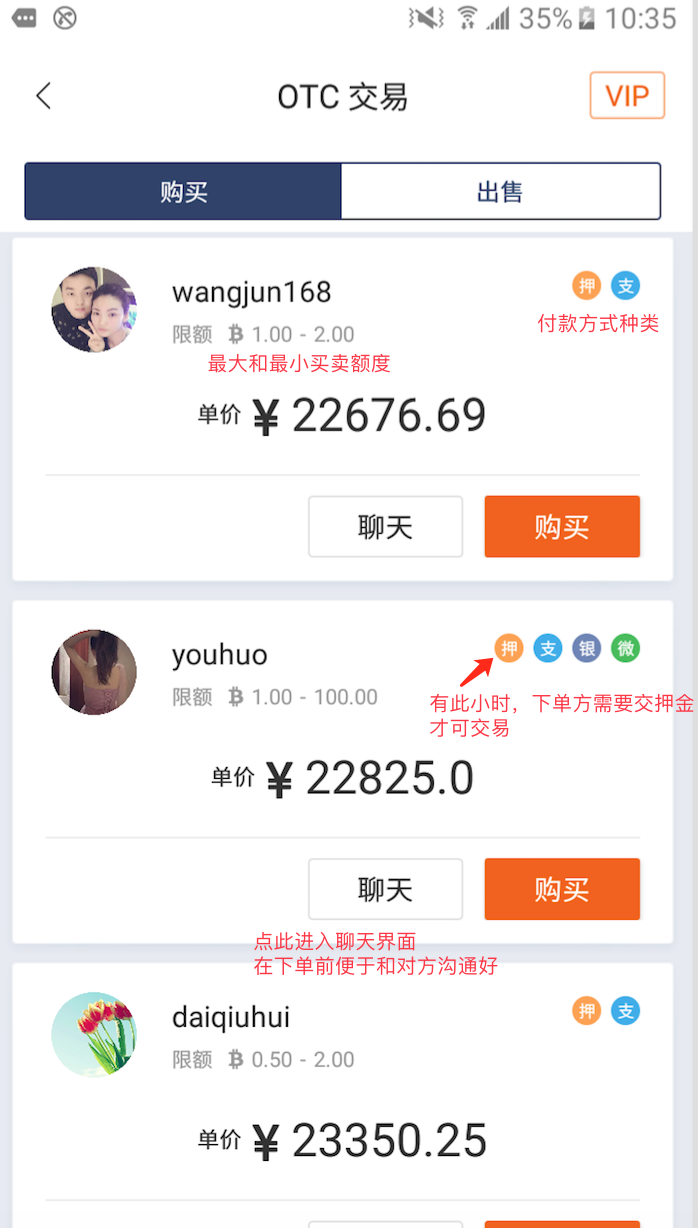 35% 10:35
OTC 交易
VIP
购买
出售
wangjun168
押 支
付款方式种类
限额 ₿ 1.00 - 2.00
最大和最小买卖额度
单价 ¥ 22676.69
聊天
购买
youhuo
押 支 银 微
限额 ₿ 1.00 - 100.00
有此小时，下单方需要交押金
才可交易
单价 ¥ 22825.0
聊天
购买
点此进入聊天界面
在下单前便于和对方沟通好
daiqiuhui
押 支
限额 ₿ 0.50 - 2.00
单价 ¥ 23350.25